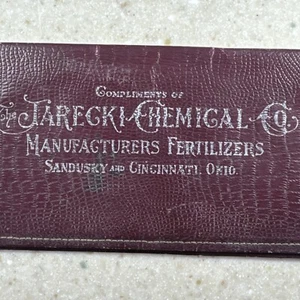 COMPLIMENTS OF
The JARECKI CHEMICAL Co.
MANUFACTURERS FERTILIZERS
SANDUSKY AND CINCINNATI, OHIO.